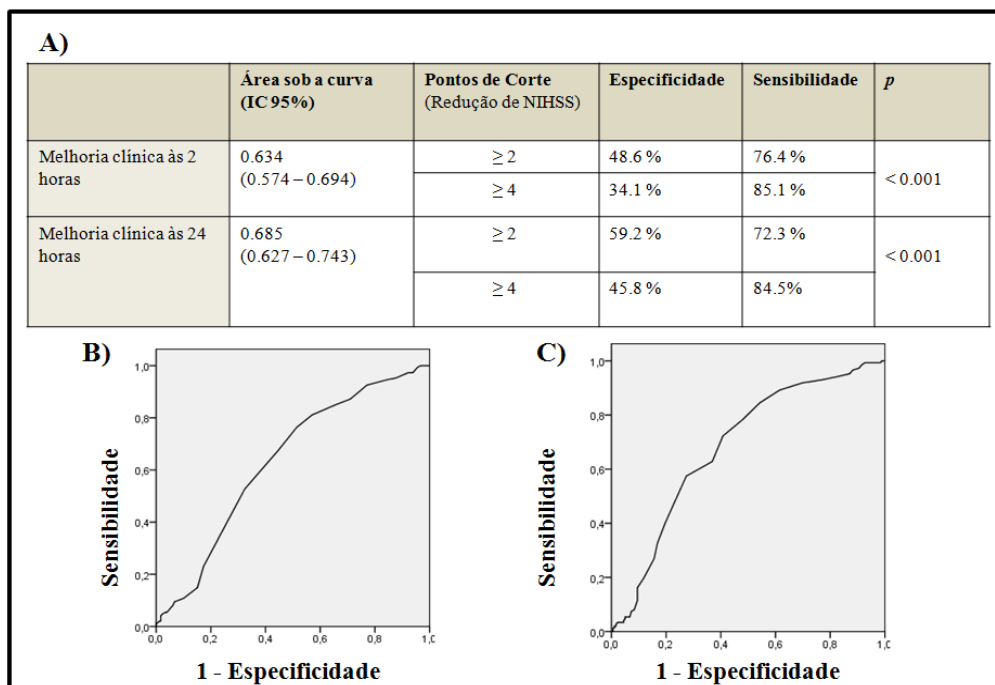 A)
Área sob a curva (IC 95%)
Pontos de Corte (Redução de NIHSS)
Especificidade
Sensibilidade
p
Melhoria clínica às 2 horas
0.634
(0.574 – 0.694)
≥ 2
48.6 %
76.4 %
< 0.001
≥ 4
34.1 %
85.1 %
Melhoria clínica às 24 horas
0.685
(0.627 – 0.743)
≥ 2
59.2 %
72.3 %
< 0.001
≥ 4
45.8 %
84.5%
B)
Sensibilidade
1,0
0,8
0,6
0,4
0,2
0,0
0,0 0,2 0,4 0,6 0,8 1,0
1 - Especificidade
C)
Sensibilidade
1,0
0,8
0,6
0,4
0,2
0,0
0,0 0,2 0,4 0,6 0,8 1,0
1 - Especificidade